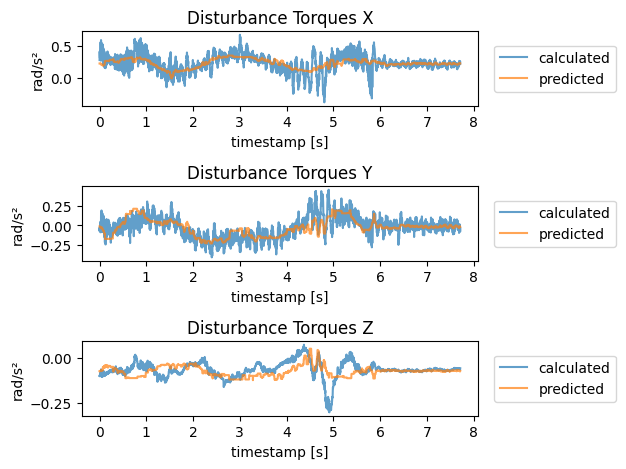 Disturbance Torques X
rad/s²
0.5
0.0
0 1 2 3 4 5 6 7 8
timestamp [s]
calculated
predicted
Disturbance Torques Y
rad/s²
0.25
0.00
−0.25
0 1 2 3 4 5 6 7 8
timestamp [s]
calculated
predicted
Disturbance Torques Z
rad/s²
0.00
−0.25
0 1 2 3 4 5 6 7 8
timestamp [s]
calculated
predicted